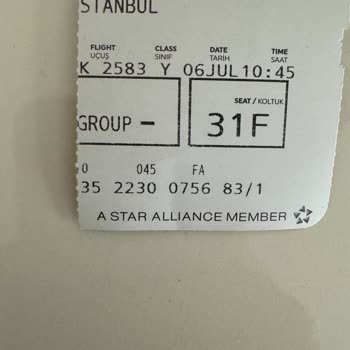 STANBUL
FLIGHT CLASS DATE TIME
UÇUŞ SINIF TARİH SAAT
K 2583 Y 06JUL 10:45
SEAT / KOLTUK
GROUP - 31F
0 045 FA
35 2230 0756 83/1
A STAR ALLIANCE MEMBER